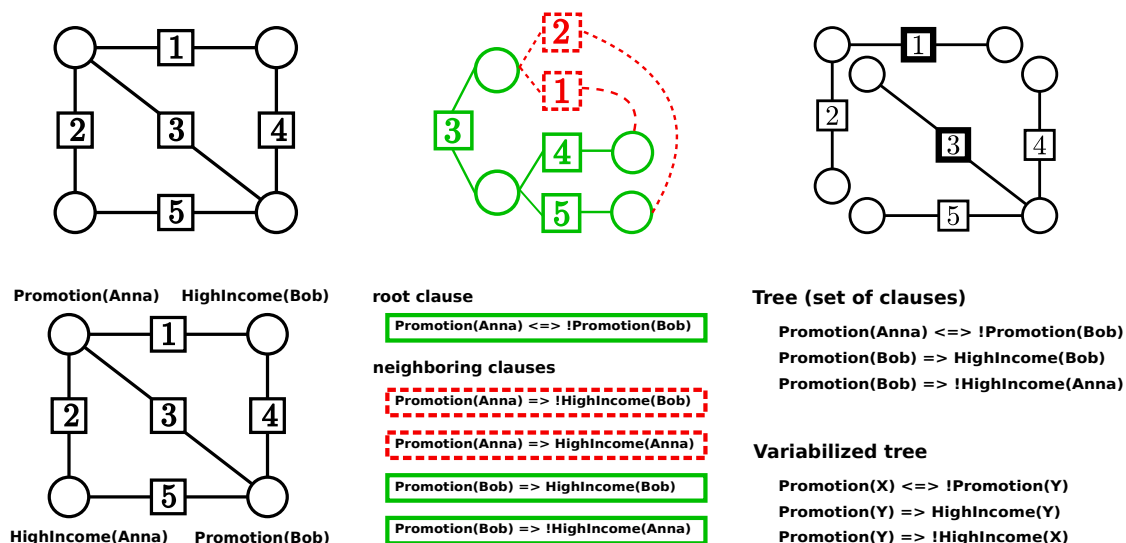 1
2
3
4
5
2
1
3
4
5
1
2
3
4
5
Promotion(Anna) HighIncome(Bob)
1
2
3
4
5
HighIncome(Anna) Promotion(Bob)
root clause
Promotion(Anna) <=> !Promotion(Bob)
neighboring clauses
Promotion(Anna) => !HighIncome(Bob)
Promotion(Anna) => HighIncome(Anna)
Promotion(Bob) => HighIncome(Bob)
Promotion(Bob) => !HighIncome(Anna)
Tree (set of clauses)
Promotion(Anna) <=> !Promotion(Bob)
Promotion(Bob) => HighIncome(Bob)
Promotion(Bob) => !HighIncome(Anna)
Variabilized tree
Promotion(X) <=> !Promotion(Y)
Promotion(Y) => HighIncome(Y)
Promotion(Y) => !HighIncome(X)